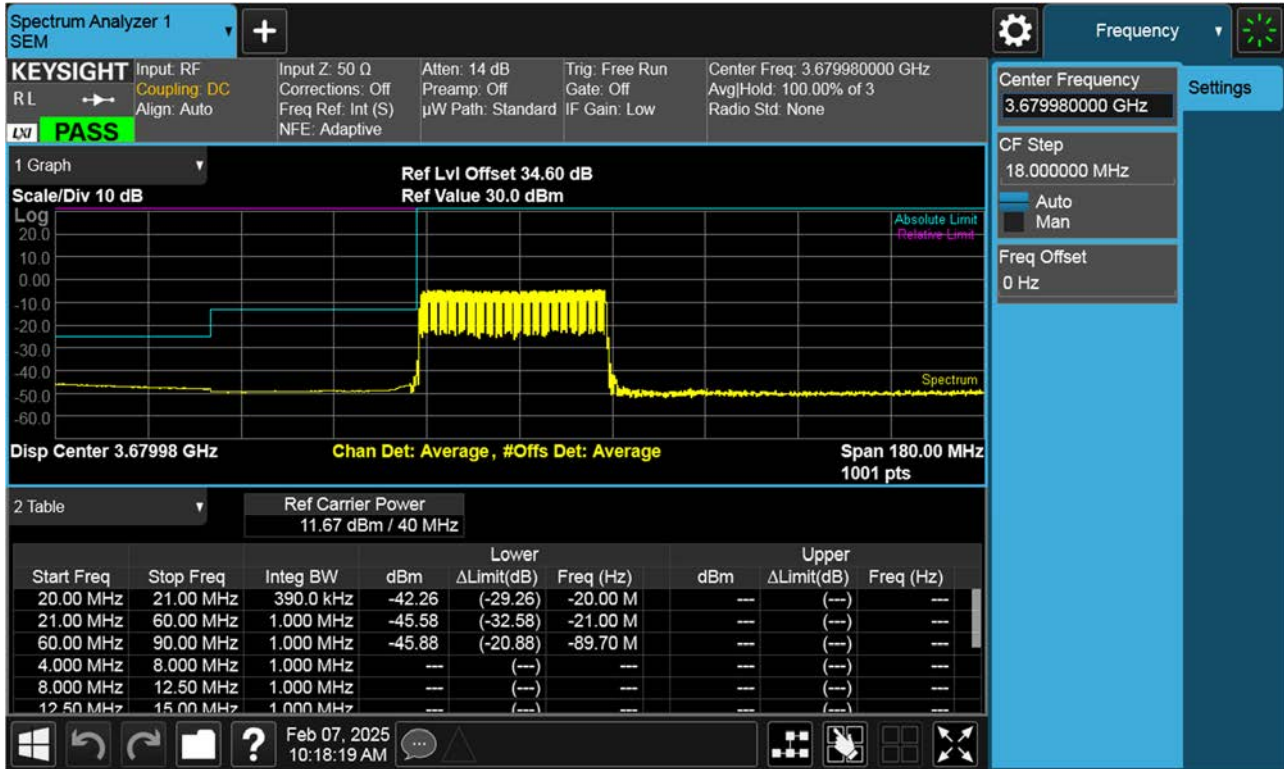 Spectrum Analyzer 1
SEM
Frequency
KEYSIGHT
RL
LXI
PASS
Input: RF
Coupling: DC
Align: Auto
Input Z: 50 Ω
Corrections: Off
Freq Ref: Int (S)
NFE: Adaptive
Atten: 14 dB
Preamp: Off
µW Path: Standard
Trig: Free Run
Gate: Off
IF Gain: Low
Center Freq: 3.679980000 GHz
Avg|Hold: 100.00% of 3
Radio Std: None
Center Frequency
3.679980000 GHz
Settings
CF Step
18.000000 MHz
Auto
Man
Freq Offset
0 Hz
1 Graph
Scale/Div 10 dB
Ref Lvl Offset 34.60 dB
Ref Value 30.0 dBm
Log
Absolute Limit
Relative Limit
20.0
10.0
0.00
-10.0
-20.0
-30.0
-40.0
-50.0
-60.0
Spectrum
Disp Center 3.67998 GHz
Chan Det: Average, #Offs Det: Average
Span 180.00 MHz
1001 pts
2 Table
Ref Carrier Power
11.67 dBm / 40 MHz
Lower Upper
Start Freq Stop Freq Integ BW dBm ΔLimit(dB) Freq (Hz) dBm ΔLimit(dB) Freq (Hz)
20.00 MHz 21.00 MHz 390.0 kHz -42.26 (-29.26) -20.00 M --- (---) ---
21.00 MHz 60.00 MHz 1.000 MHz -45.58 (-32.58) -21.00 M --- (---) ---
60.00 MHz 90.00 MHz 1.000 MHz -45.88 (-20.88) -89.70 M --- (---) ---
4.000 MHz 8.000 MHz 1.000 MHz --- (---) --- --- (---) ---
8.000 MHz 12.50 MHz 1.000 MHz --- (---) --- --- (---) ---
12.50 MHz 15.00 MHz 1.000 MHz --- (---) --- --- (---) ---
Feb 07, 2025
10:18:19 AM